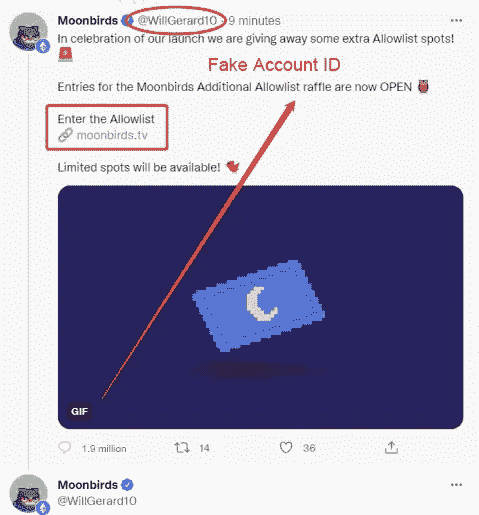 Moonbirds @WillGerard10 · 9 minutes
In celebration of our launch we are giving away some extra Allowlist spots!
Fake Account ID
Entries for the Moonbirds Additional Allowlist raffle are now OPEN
Enter the Allowlist
moonbirds.tv
Limited spots will be available!
GIF
1.9 million 14 36
Moonbirds
@WillGerard10